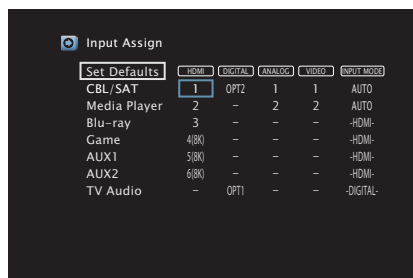 Input Assign
Set Defaults HDMI DIGITAL ANALOG VIDEO INPUT MODE
CBL/SAT 1 OPT2 1 1 AUTO
Media Player 2 – 2 2 AUTO
Blu-ray 3 – – – -HDMI-
Game 4(8K) – – – -HDMI-
AUX1 5(8K) – – – -HDMI-
AUX2 6(8K) – – – -HDMI-
TV Audio – OPT1 – – -DIGITAL-